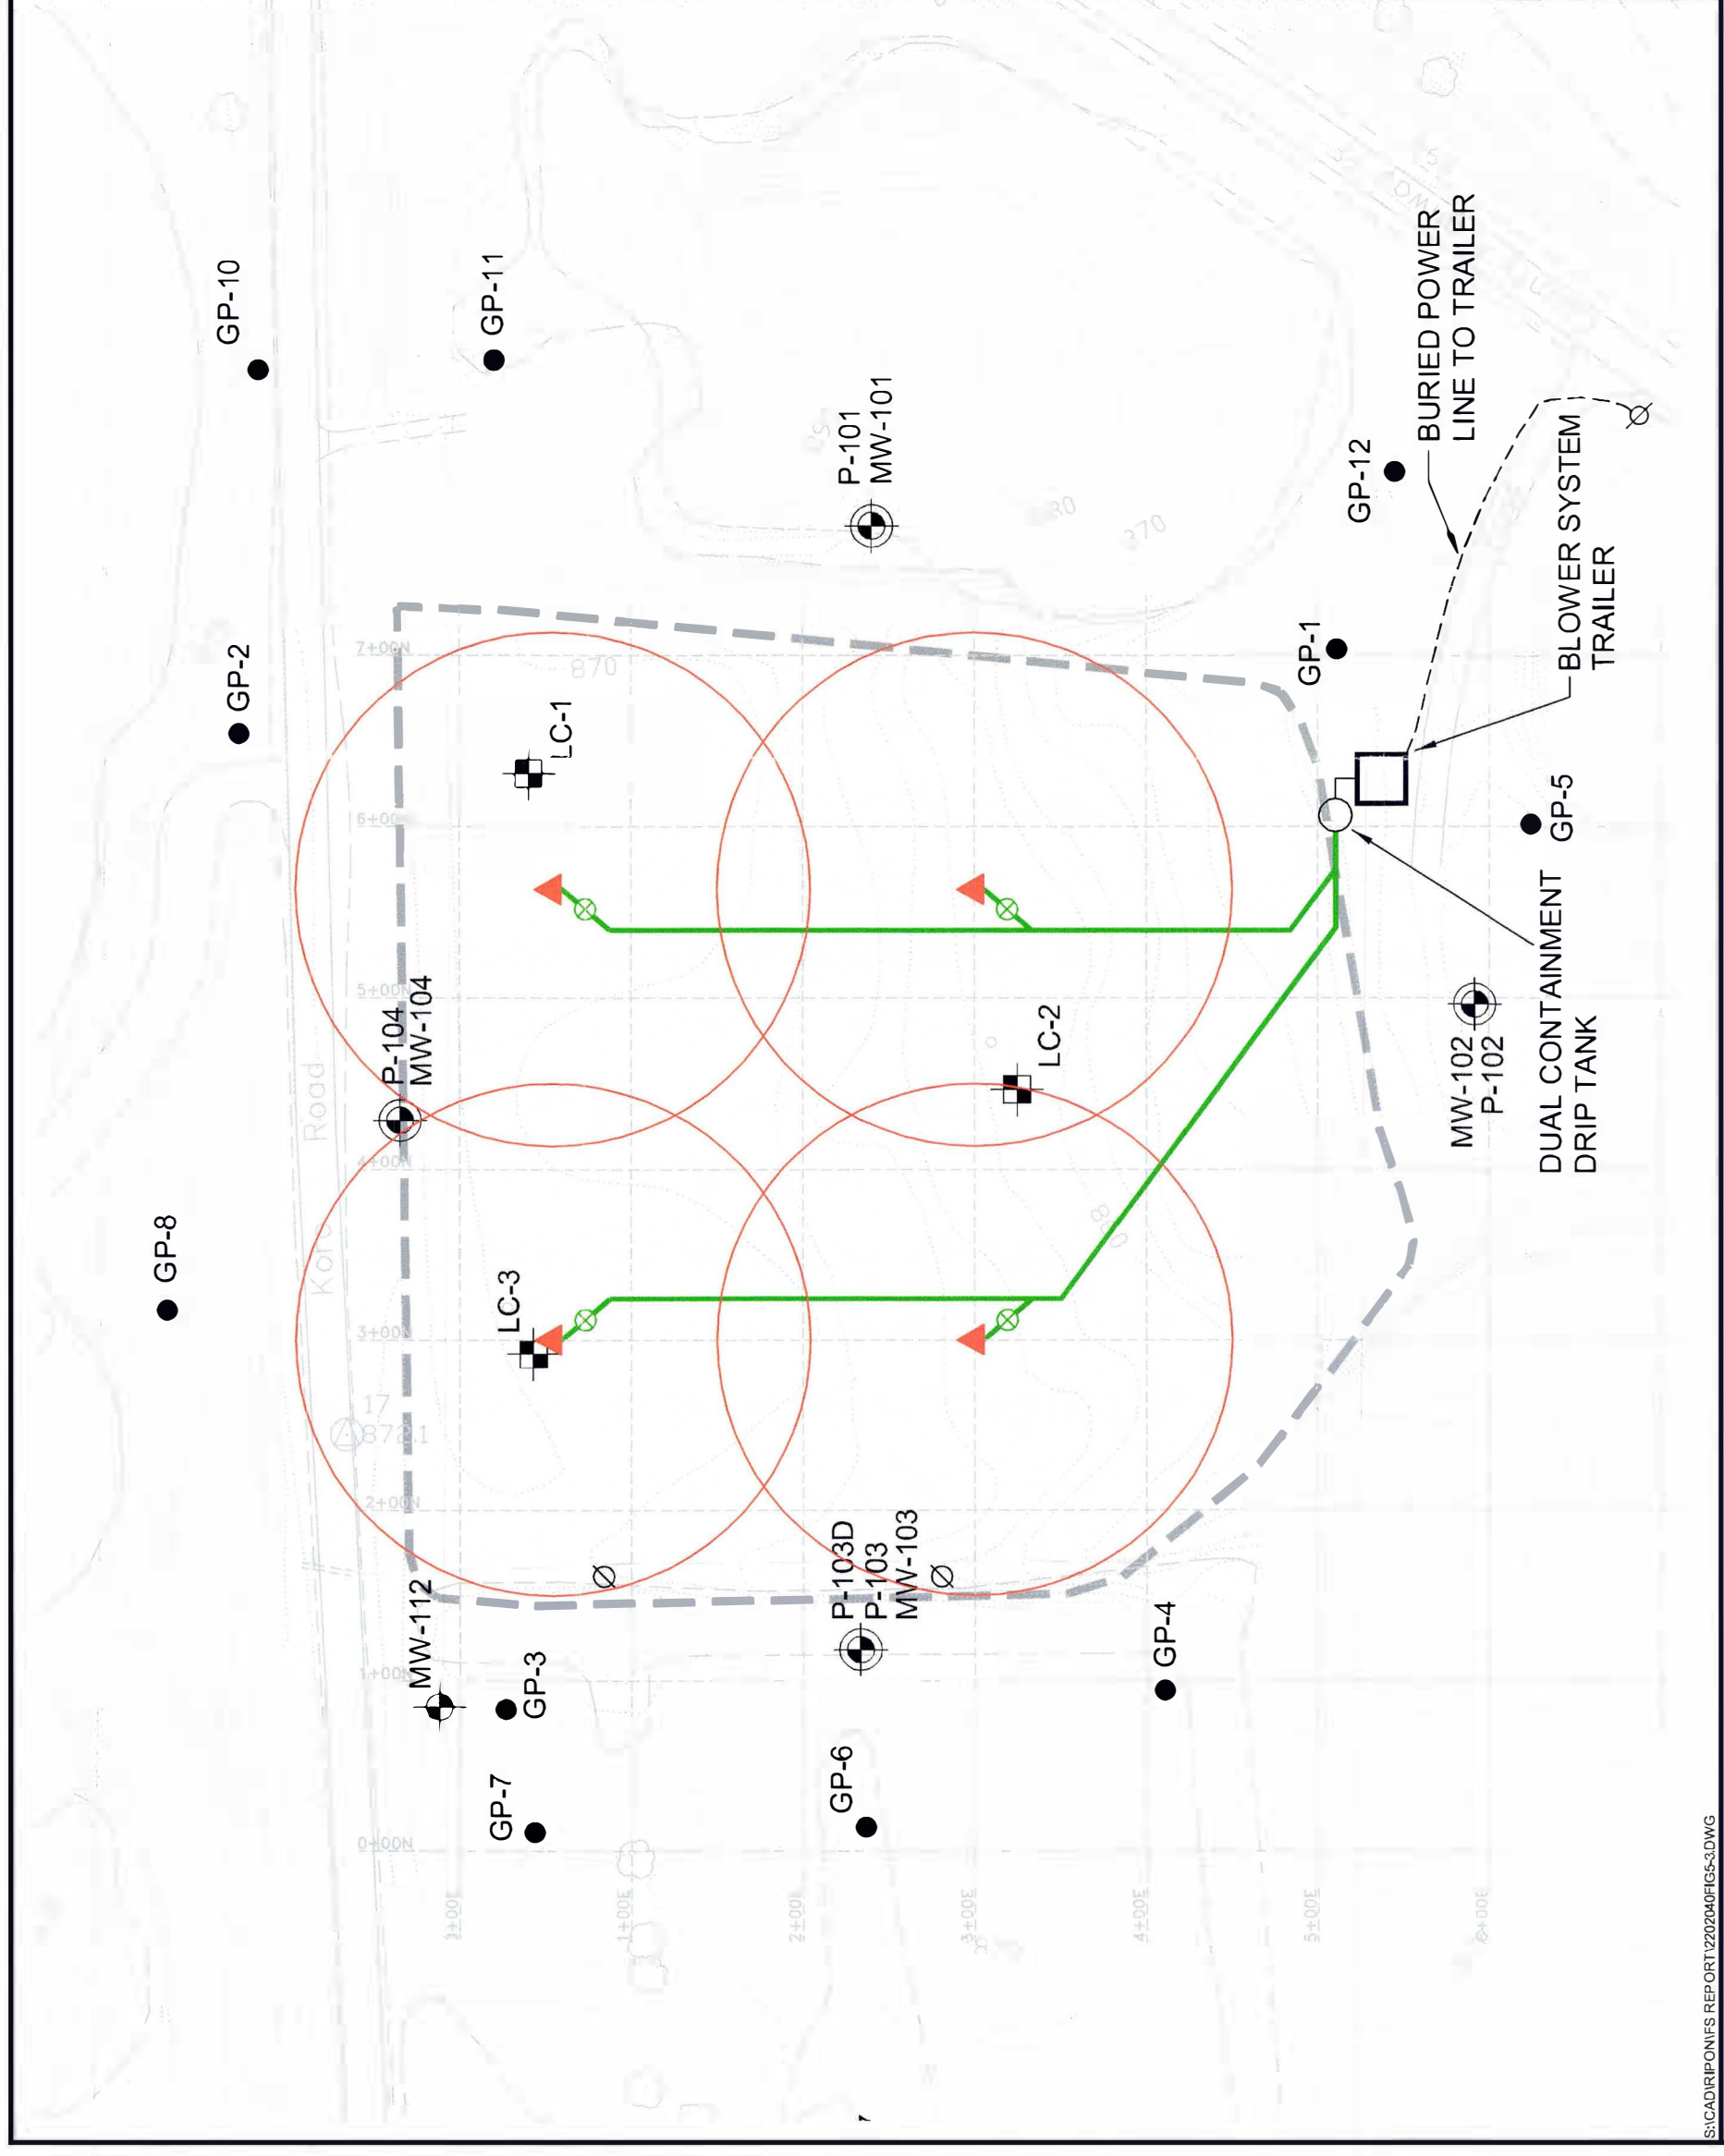 GP-10
GP-11
GP-2
P-101
MW-101
BURIED POWER
LINE TO TRAILER
GP-12
BLOWER SYSTEM
TRAILER
GP-1
7+00N
870
LC-1
GP-5
6+00N
DUAL CONTAINMENT
DRIP TANK
5+00N
P-104
MW-104
LC-2
MW-102
P-102
Road
4+00N
GP-8
LC-3
3+00N
17
872.1
2+00N
P-103D
P-103
MW-103
MW-112
GP-3
GP-4
1+00N
GP-7
GP-6
0+00N
1+00E
2+00E
3+00E
4+00E
5+00E
6+00E
S:\CAD\RIPON\FS REPORT\2202040FIG5-3.DWG